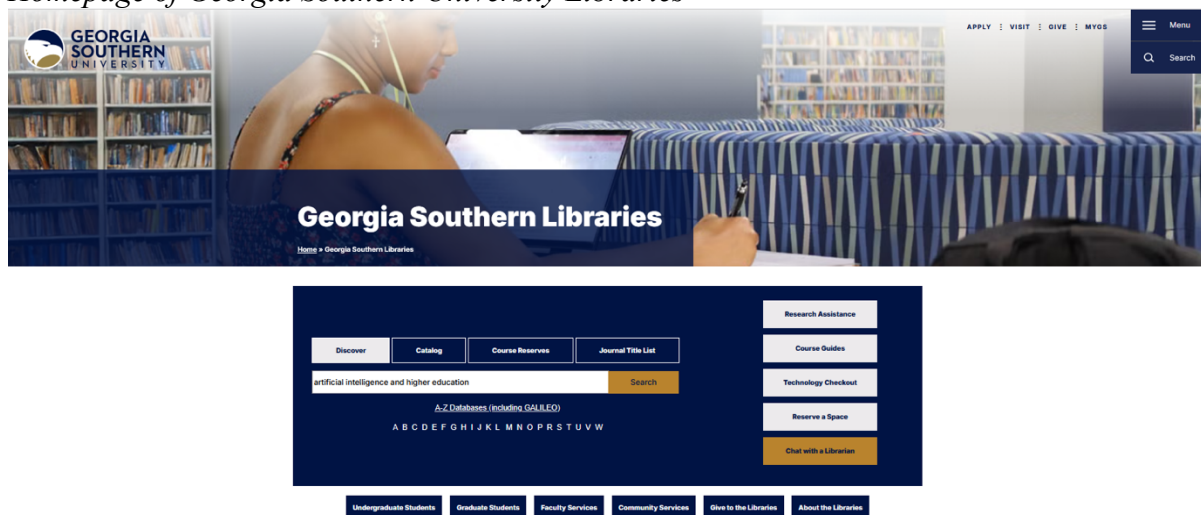 Homepage of Georgia Southern University Libraries
GEORGIA
SOUTHERN
UNIVERSITY
APPLY ⋮ VISIT ⋮ GIVE ⋮ MYGS
Menu
Search
Georgia Southern Libraries
Home » Georgia Southern Libraries
Discover Catalog Course Reserves Journal Title List
artificial intelligence and higher education Search
A-Z Databases (including GALILEO)
A B C D E F G H I J K L M N O P R S T U V W
Research Assistance
Course Guides
Technology Checkout
Reserve a Space
Chat with a Librarian
Undergraduate Students Graduate Students Faculty Services Community Services Give to the Libraries About the Libraries